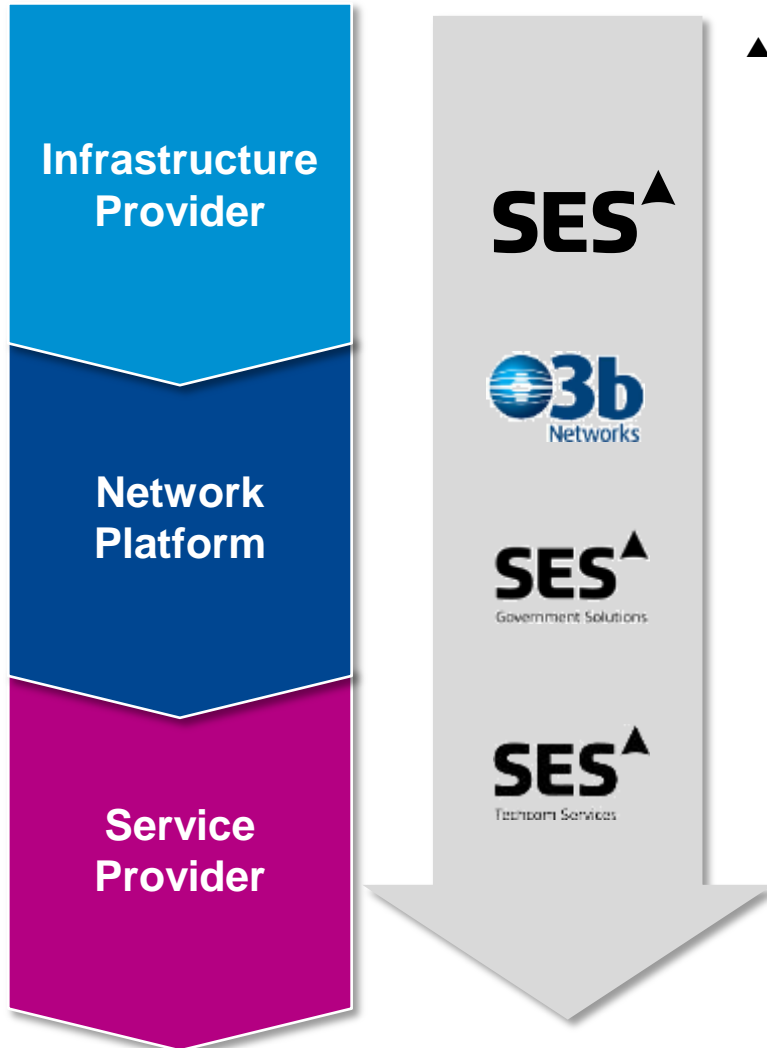 Infrastructure
Provider
SES
O3b
Networks
Network
Platform
SES
Government Solutions
SES
Techcom Services
Service
Provider